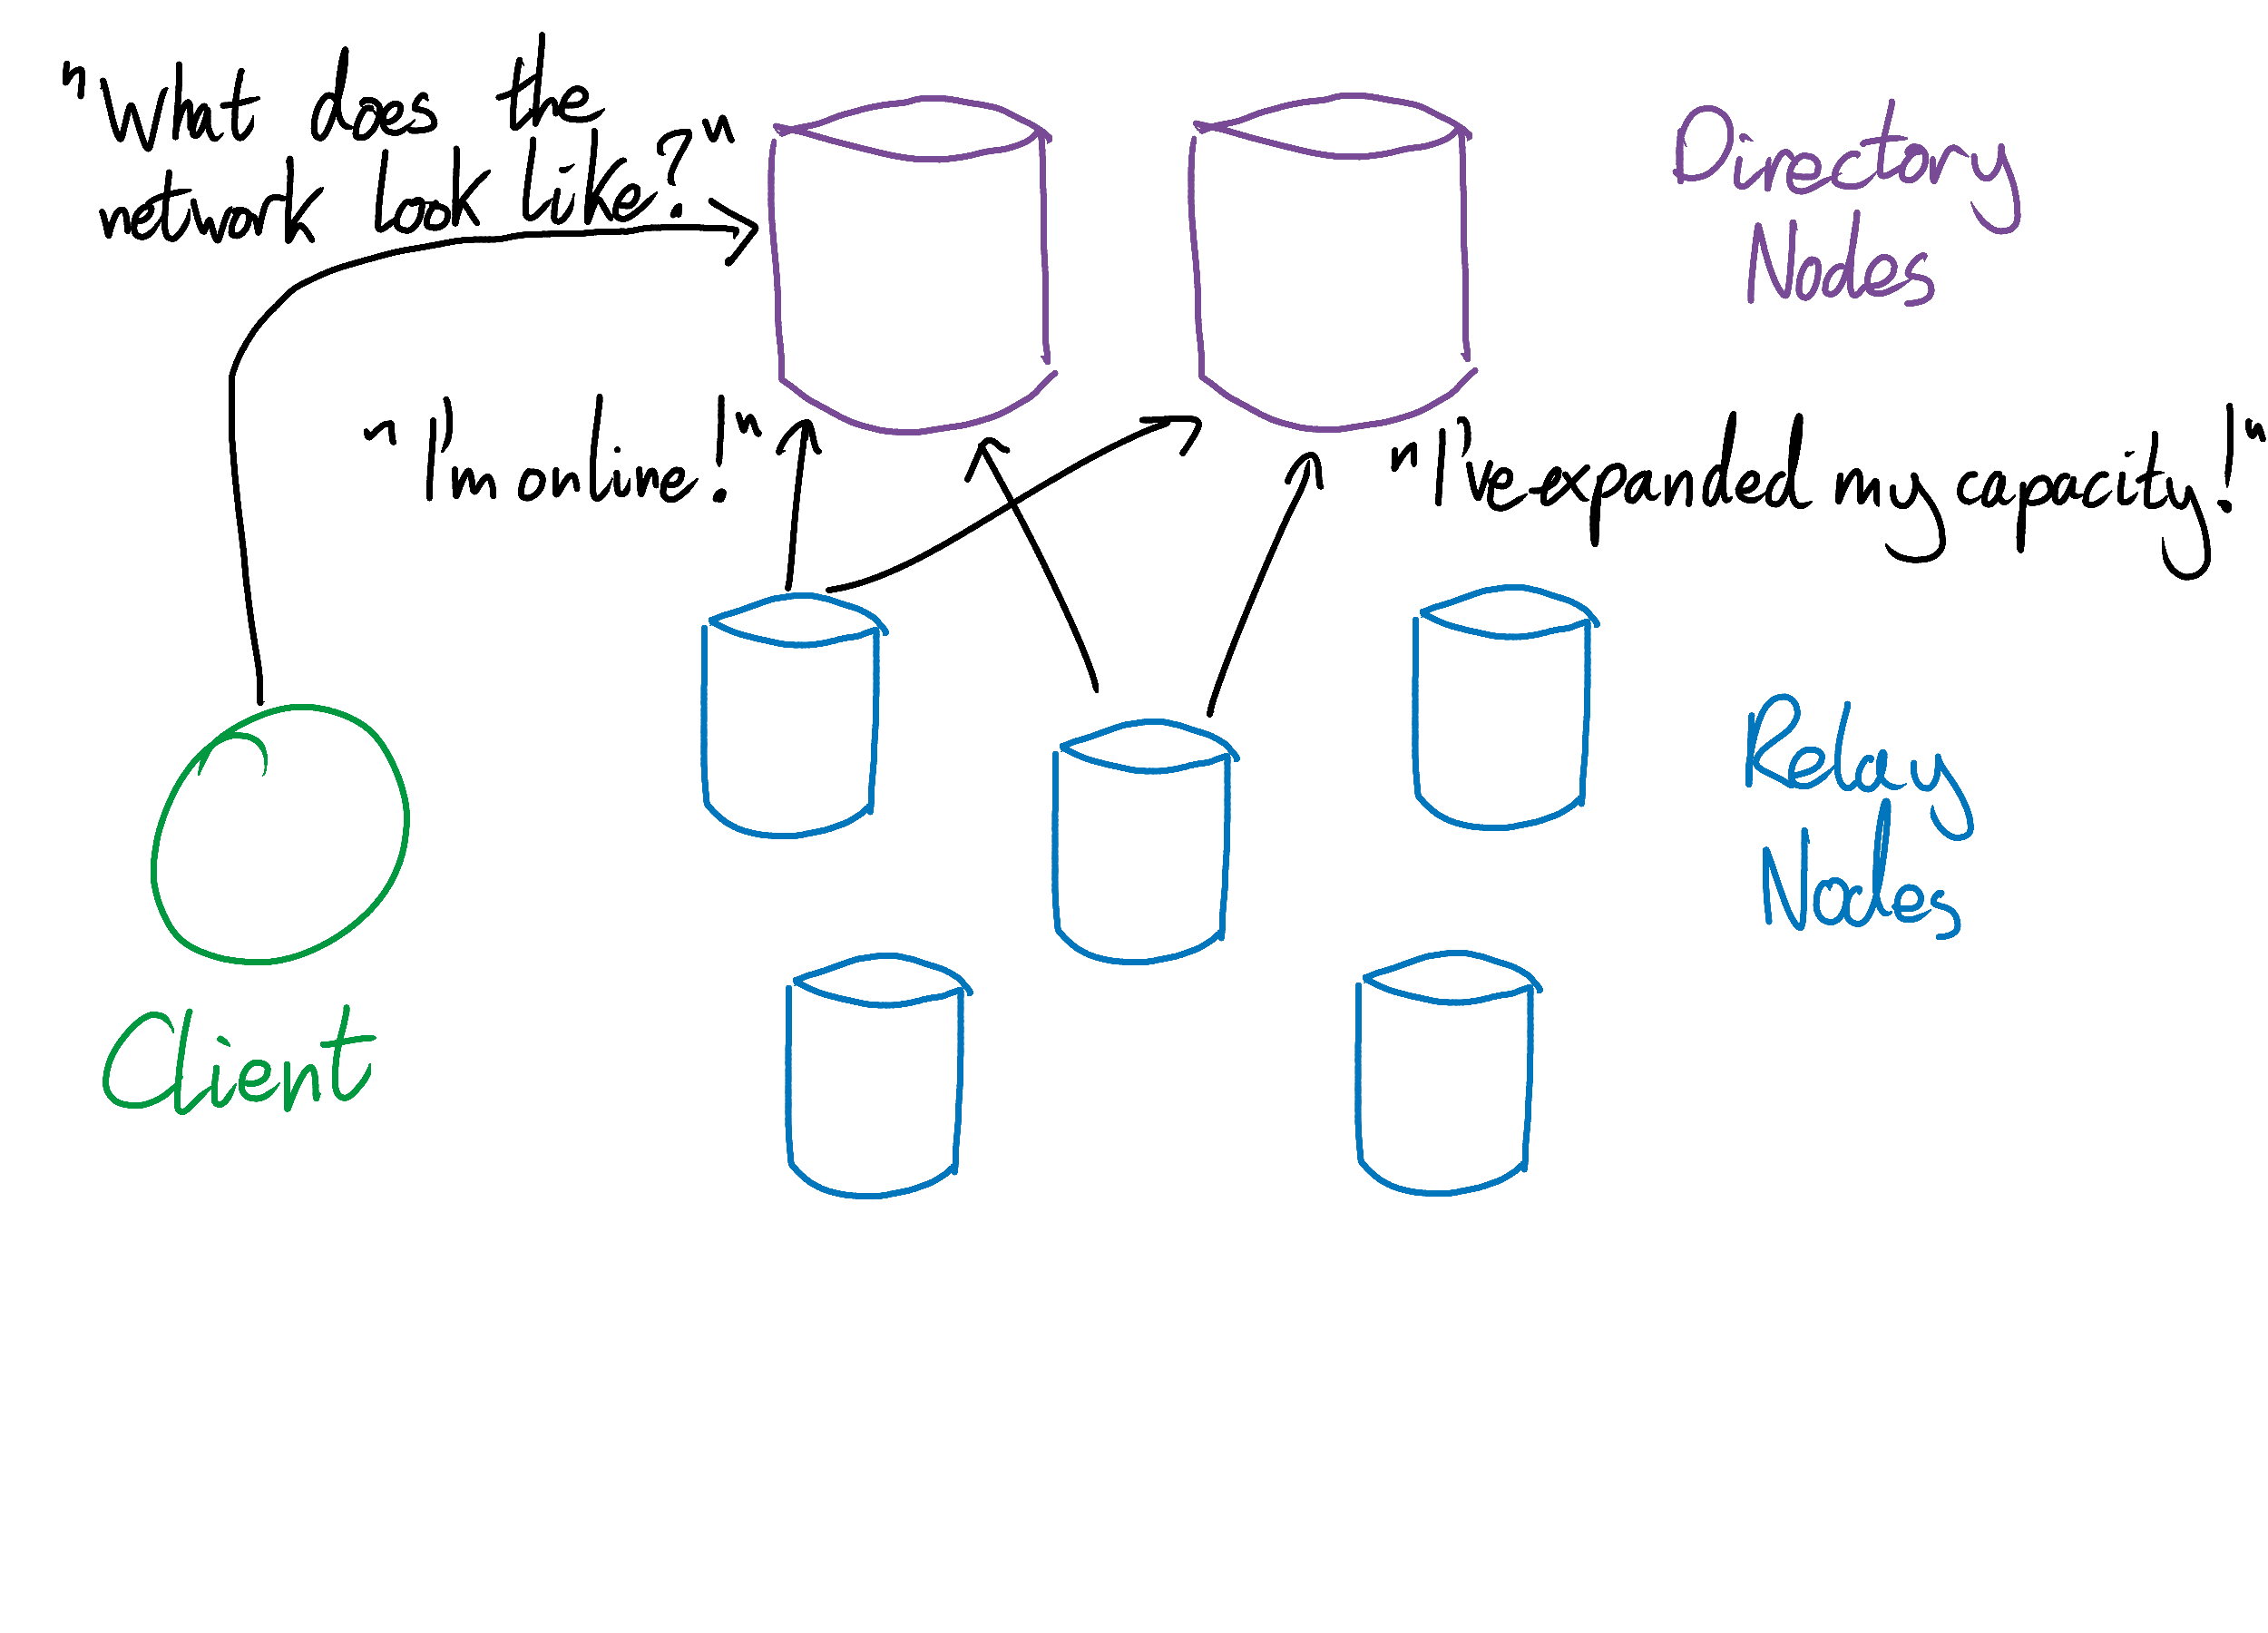 "What does the
network look like?"
Directory
Nodes
"I'm online!"
"I've expanded my capacity!"
Relay
Nodes
Client